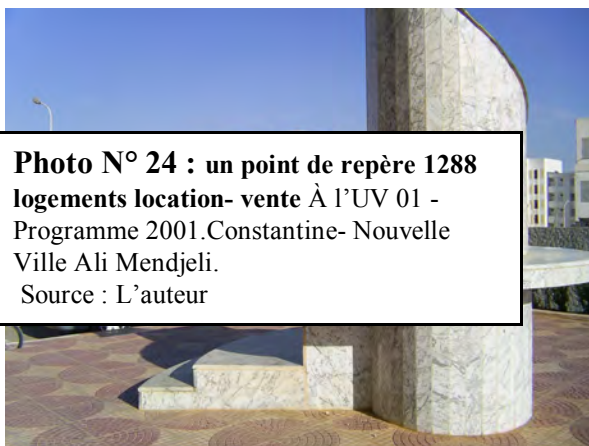 Photo N° 24 : un point de repère 1288
logements location- vente À l’UV 01 -
Programme 2001.Constantine- Nouvelle
Ville Ali Mendjeli.
Source : L’auteur